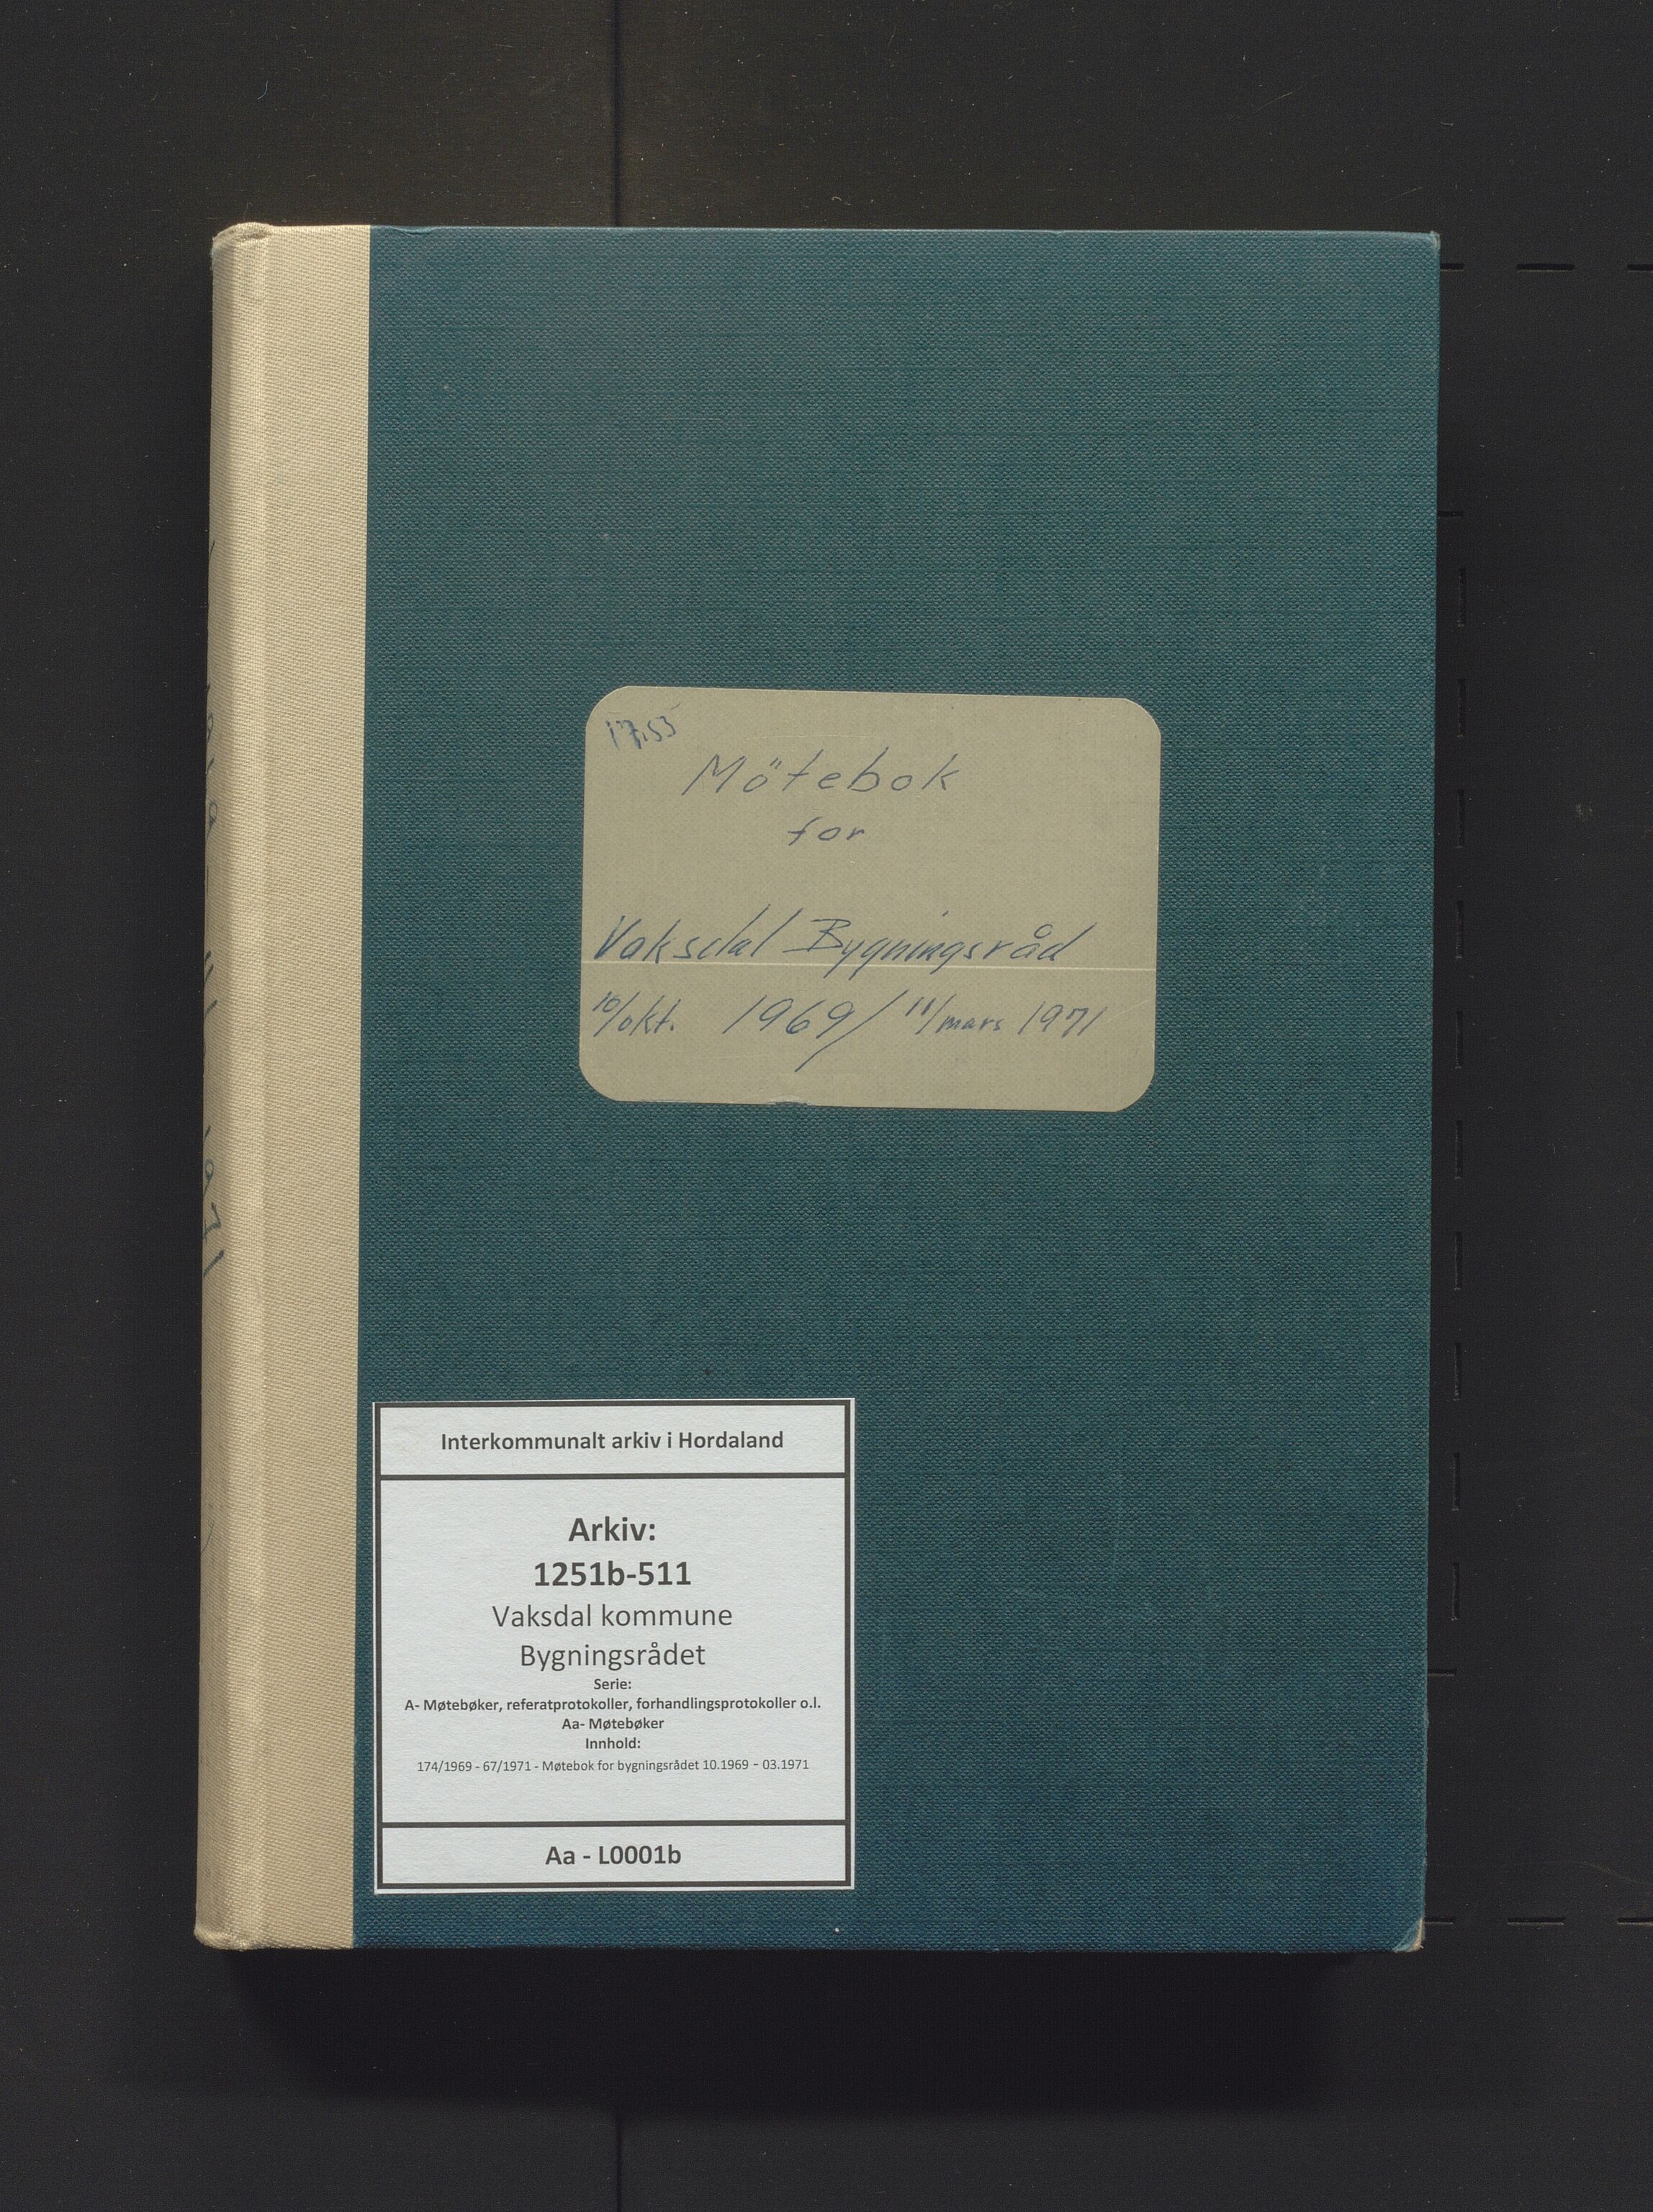 17,53
Mötebok
for
Vaksdal Bygningsråd
10/okt. 1969/ 11/mars 1971
Interkommunalt arkiv i Hordaland
Arkiv:
1251b-511
Vaksdal kommune
Bygningsrådet
Serie:
A- Møtebøker, referatprotokoller, forhandlingsprotokoller o.l.
Aa- Møtebøker
Innhold:
174/1969 - 67/1971 - Møtebok for bygningsrådet 10.1969 - 03.1971
Aa - L0001b